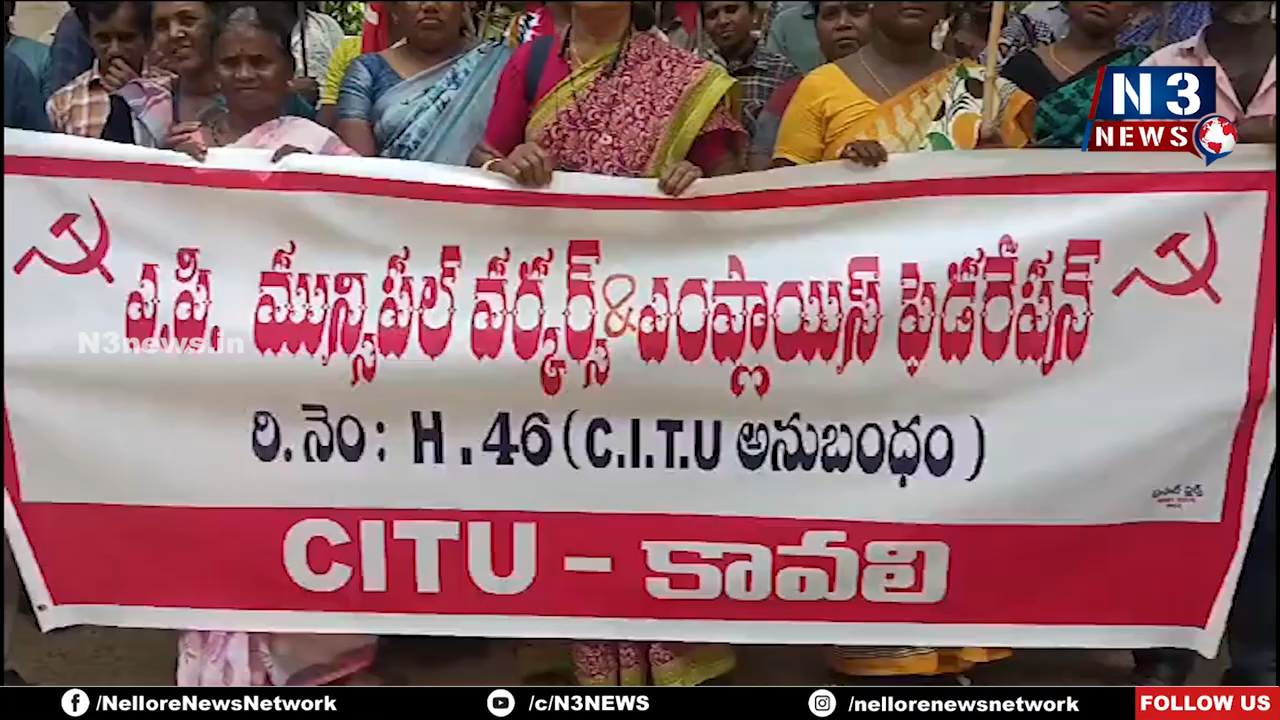 N3
NEWS
ఎ.పి. మున్సిపల్ వర్కర్స్ & ఎంప్లాయిస్ ఫెడరేషన్
N3news.in
రి.నెం: H.46 (C.I.T.U అనుబంధం)
CITU - కావలి
/NelloreNewsNetwork
/c/N3NEWS
/nellorenewsnetwork
FOLLOW US